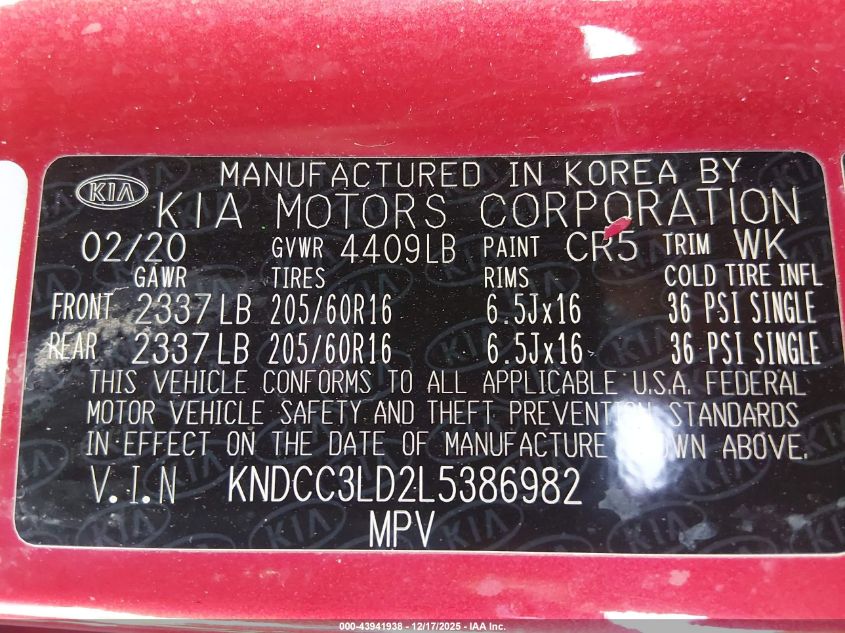 MANUFACTURED IN KOREA BY
KIA KIA MOTORS CORPORATION
02/20 GVWR 4409LB PAINT CR5 TRIM WK
GAWR TIRES RIMS COLD TIRE INFL
FRONT 2337LB 205/60R16 6.5Jx16 36 PSI SINGLE
REAR 2337LB 205/60R16 6.5Jx16 36 PSI SINGLE
THIS VEHICLE CONFORMS TO ALL APPLICABLE U.S.A. FEDERAL
MOTOR VEHICLE SAFETY AND THEFT PREVENTION STANDARDS
IN EFFECT ON THE DATE OF MANUFACTURE SHOWN ABOVE.
V.I.N KNDCC3LD2L5386982
MPV
000-43941938 - 12/17/2025 - IAA Inc.